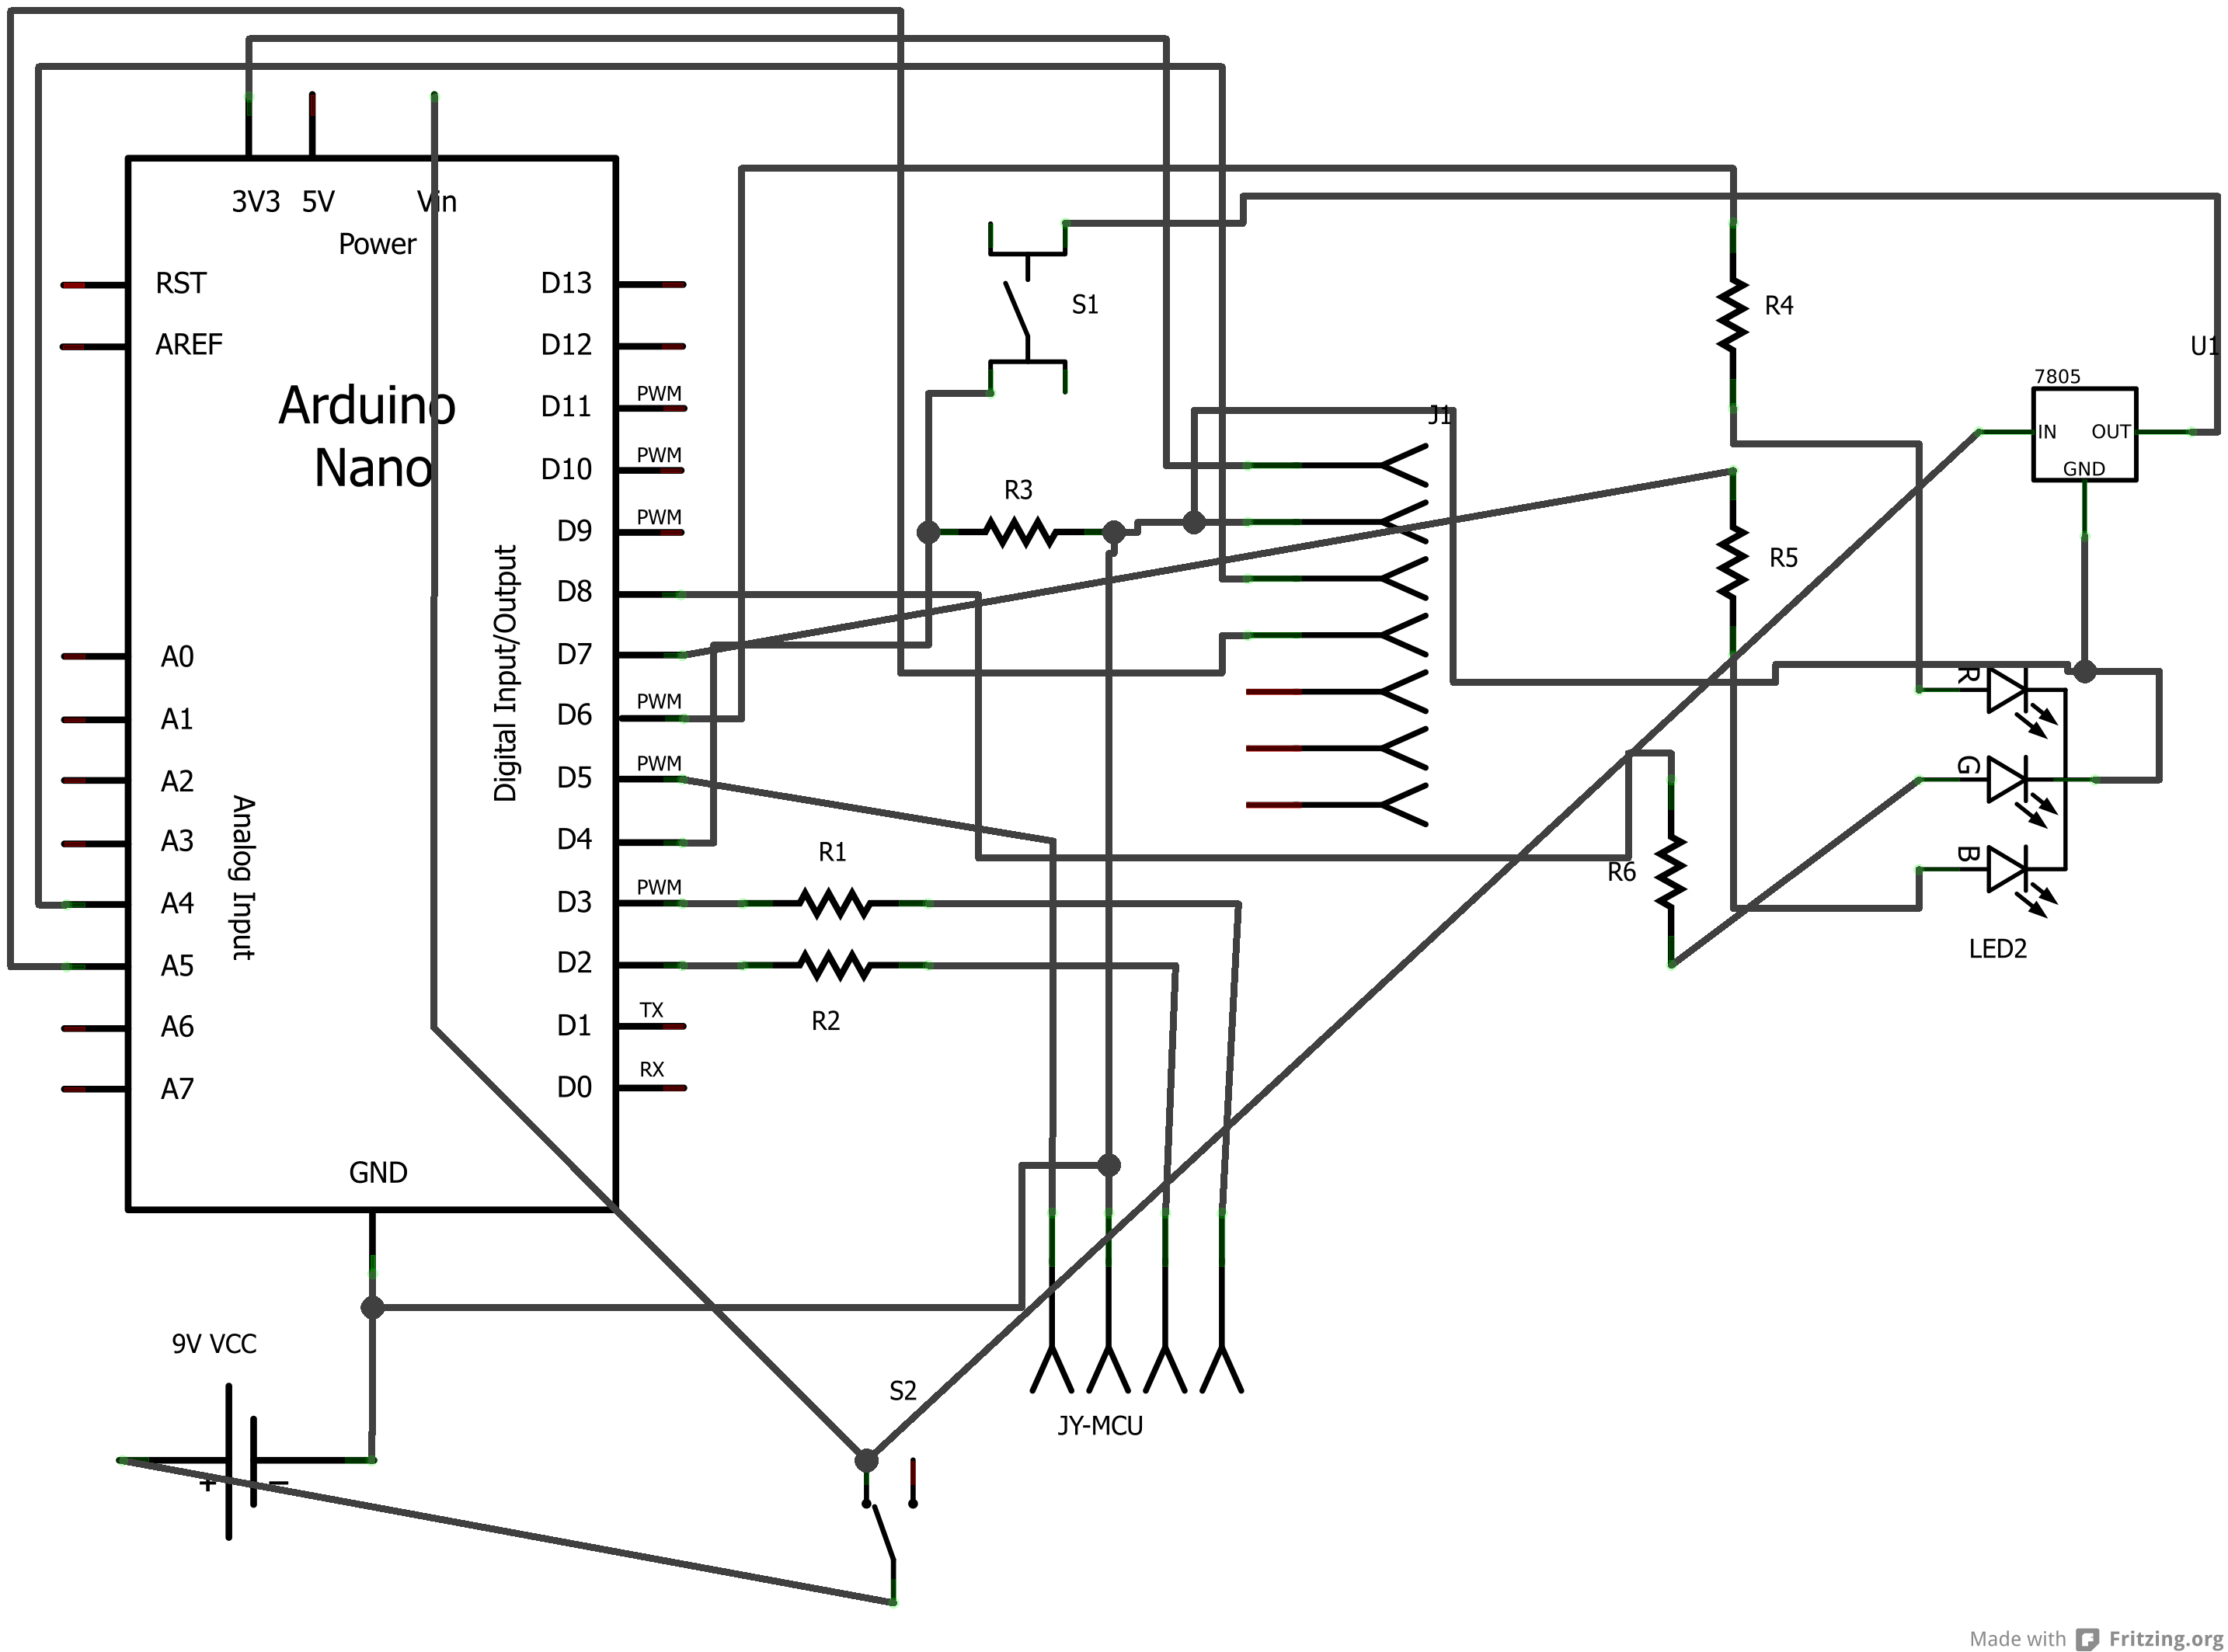 3V3 5V Vin
Power
RST
AREF
Arduino
Nano
A0
A1
A2
A3
A4
A5
A6
A7
Analog Input
Digital Input/Output
D13
D12
D11 PWM
D10 PWM
D9 PWM
D8
D7
D6 PWM
D5 PWM
D4
D3 PWM
D2
D1 TX
D0 RX
GND
9V VCC
+ −
S1
R3
J1
R1
R2
R4
R5
R6
U1
7805
IN OUT
GND
R
G
B
LED2
S2
JY-MCU
Made with Fritzing.org